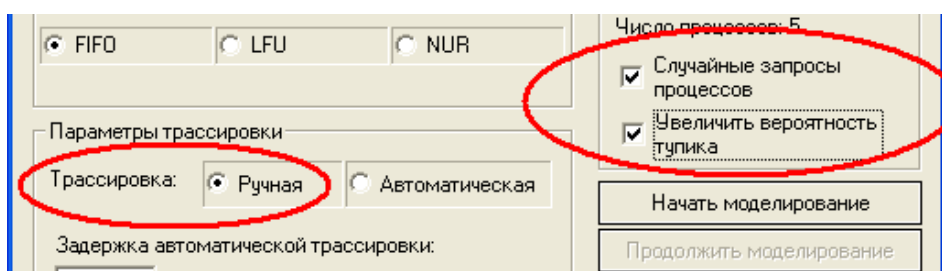 FIFO LFU NUR
Число процессов: 5
Случайные запросы
процессов
Увеличить вероятность
тупика
Параметры трассировки
Трассировка: Ручная Автоматическая
Начать моделирование
Задержка автоматической трассировки:
Продолжить моделирование